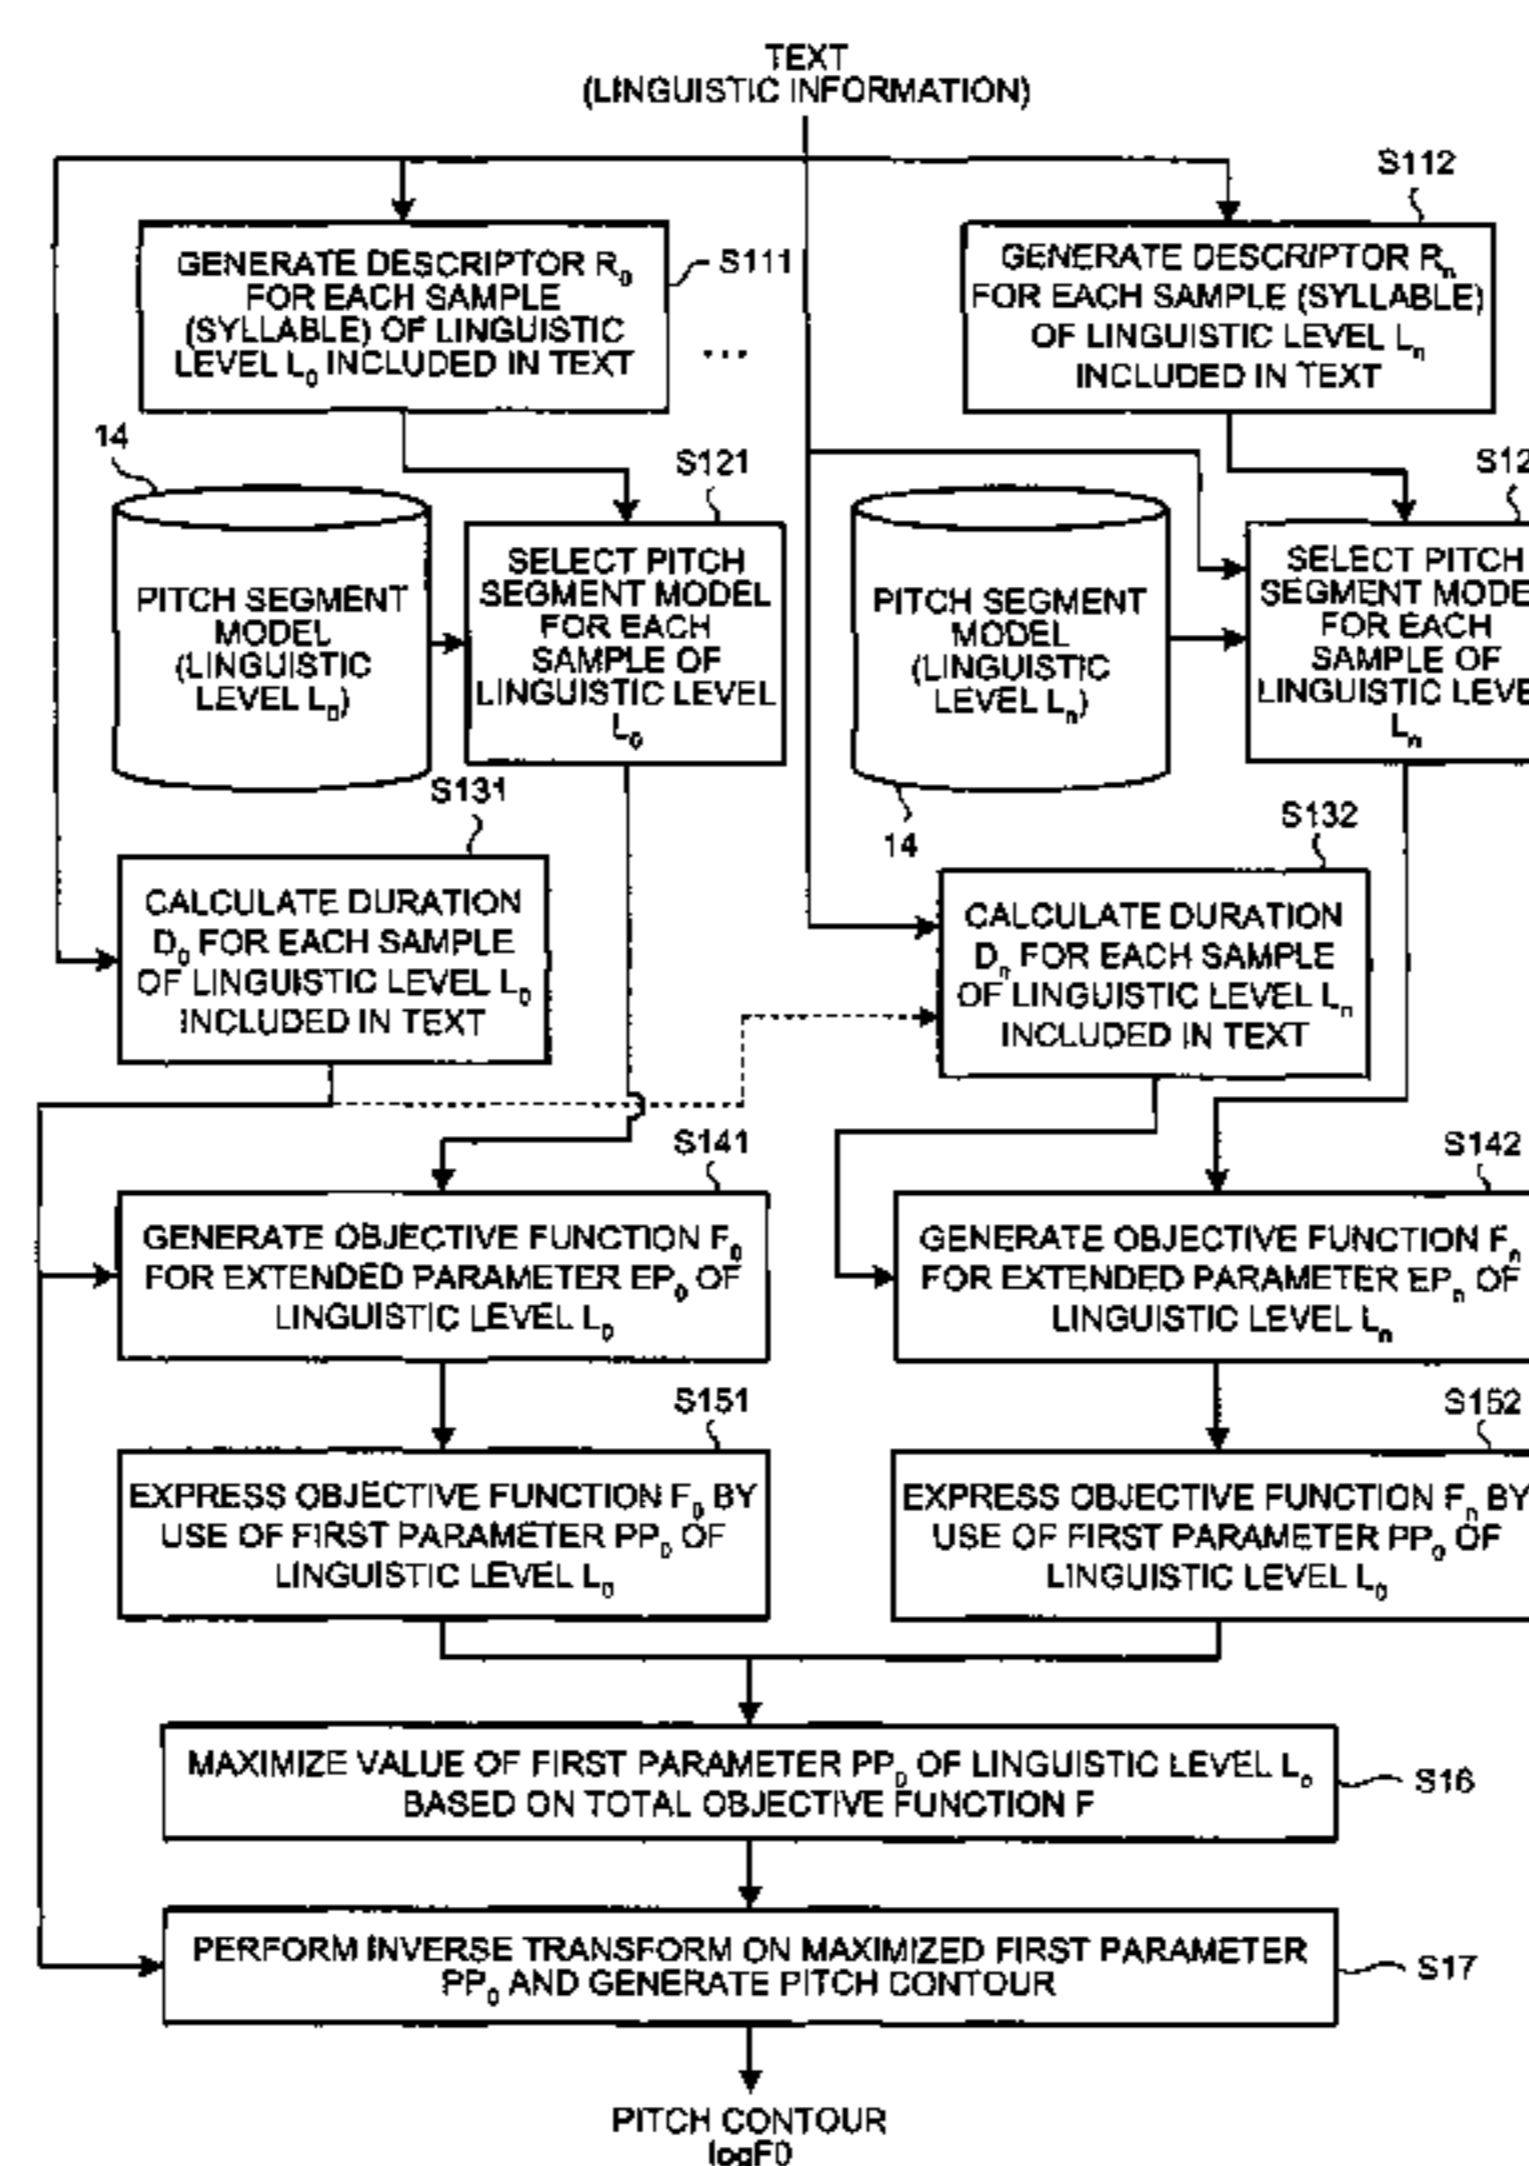 TEXT
(LINGUISTIC INFORMATION)
S112
GENERATE DESCRIPTOR R0
FOR EACH SAMPLE
(SYLLABLE) OF LINGUISTIC
LEVEL L0 INCLUDED IN TEXT
S111
...
GENERATE DESCRIPTOR Rn
FOR EACH SAMPLE (SYLLABLE)
OF LINGUISTIC LEVEL Ln
INCLUDED IN TEXT
14
PITCH SEGMENT
MODEL
(LINGUISTIC
LEVEL L0)
S121
SELECT PITCH
SEGMENT MODEL
FOR EACH
SAMPLE OF
LINGUISTIC LEVEL
L0
PITCH SEGMENT
MODEL
(LINGUISTIC
LEVEL Ln)
14
S12
SELECT PITCH
SEGMENT MODE
FOR EACH
SAMPLE OF
LINGUISTIC LEVE
Ln
S131
CALCULATE DURATION
D0 FOR EACH SAMPLE
OF LINGUISTIC LEVEL L0
INCLUDED IN TEXT
S132
CALCULATE DURATION
Dn FOR EACH SAMPLE
OF LINGUISTIC LEVEL Ln
INCLUDED IN TEXT
S141
GENERATE OBJECTIVE FUNCTION F0
FOR EXTENDED PARAMETER EP0 OF
LINGUISTIC LEVEL L0
S142
GENERATE OBJECTIVE FUNCTION Fn
FOR EXTENDED PARAMETER EPn OF
LINGUISTIC LEVEL Ln
S151
EXPRESS OBJECTIVE FUNCTION F0 BY
USE OF FIRST PARAMETER PP0 OF
LINGUISTIC LEVEL L0
S152
EXPRESS OBJECTIVE FUNCTION Fn BY
USE OF FIRST PARAMETER PP0 OF
LINGUISTIC LEVEL L0
MAXIMIZE VALUE OF FIRST PARAMETER PP0 OF LINGUISTIC LEVEL L0
BASED ON TOTAL OBJECTIVE FUNCTION F
S16
PERFORM INVERSE TRANSFORM ON MAXIMIZED FIRST PARAMETER
PP0 AND GENERATE PITCH CONTOUR
S17
PITCH CONTOUR
logF0